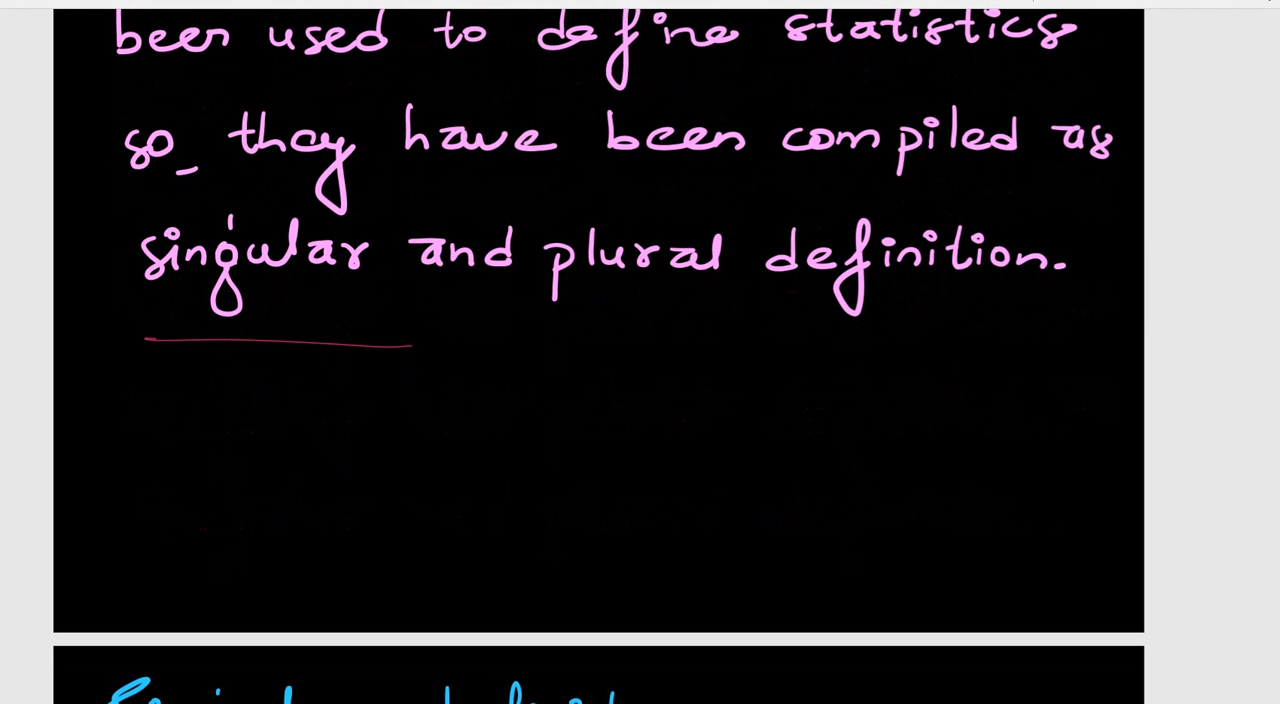 been used to define statistics
so they have been compiled as
singular and plural definition.